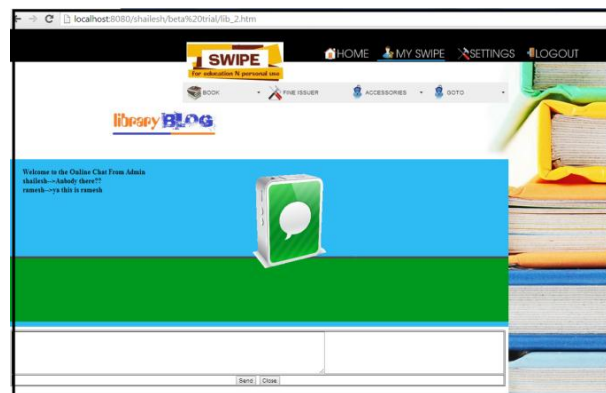 localhost:8080/shailesh/beta%20trial/lib_2.htm
SWIPE
For education N personal use
HOME MY SWIPE SETTINGS LOGOUT
BOOK FINE ISSUER ACCESSORIES GOTO
library BLOG
Welcome to the Online Chat From Admin
shailesh-->Anbody there??
ramesh-->ya this is ramesh
Send Close